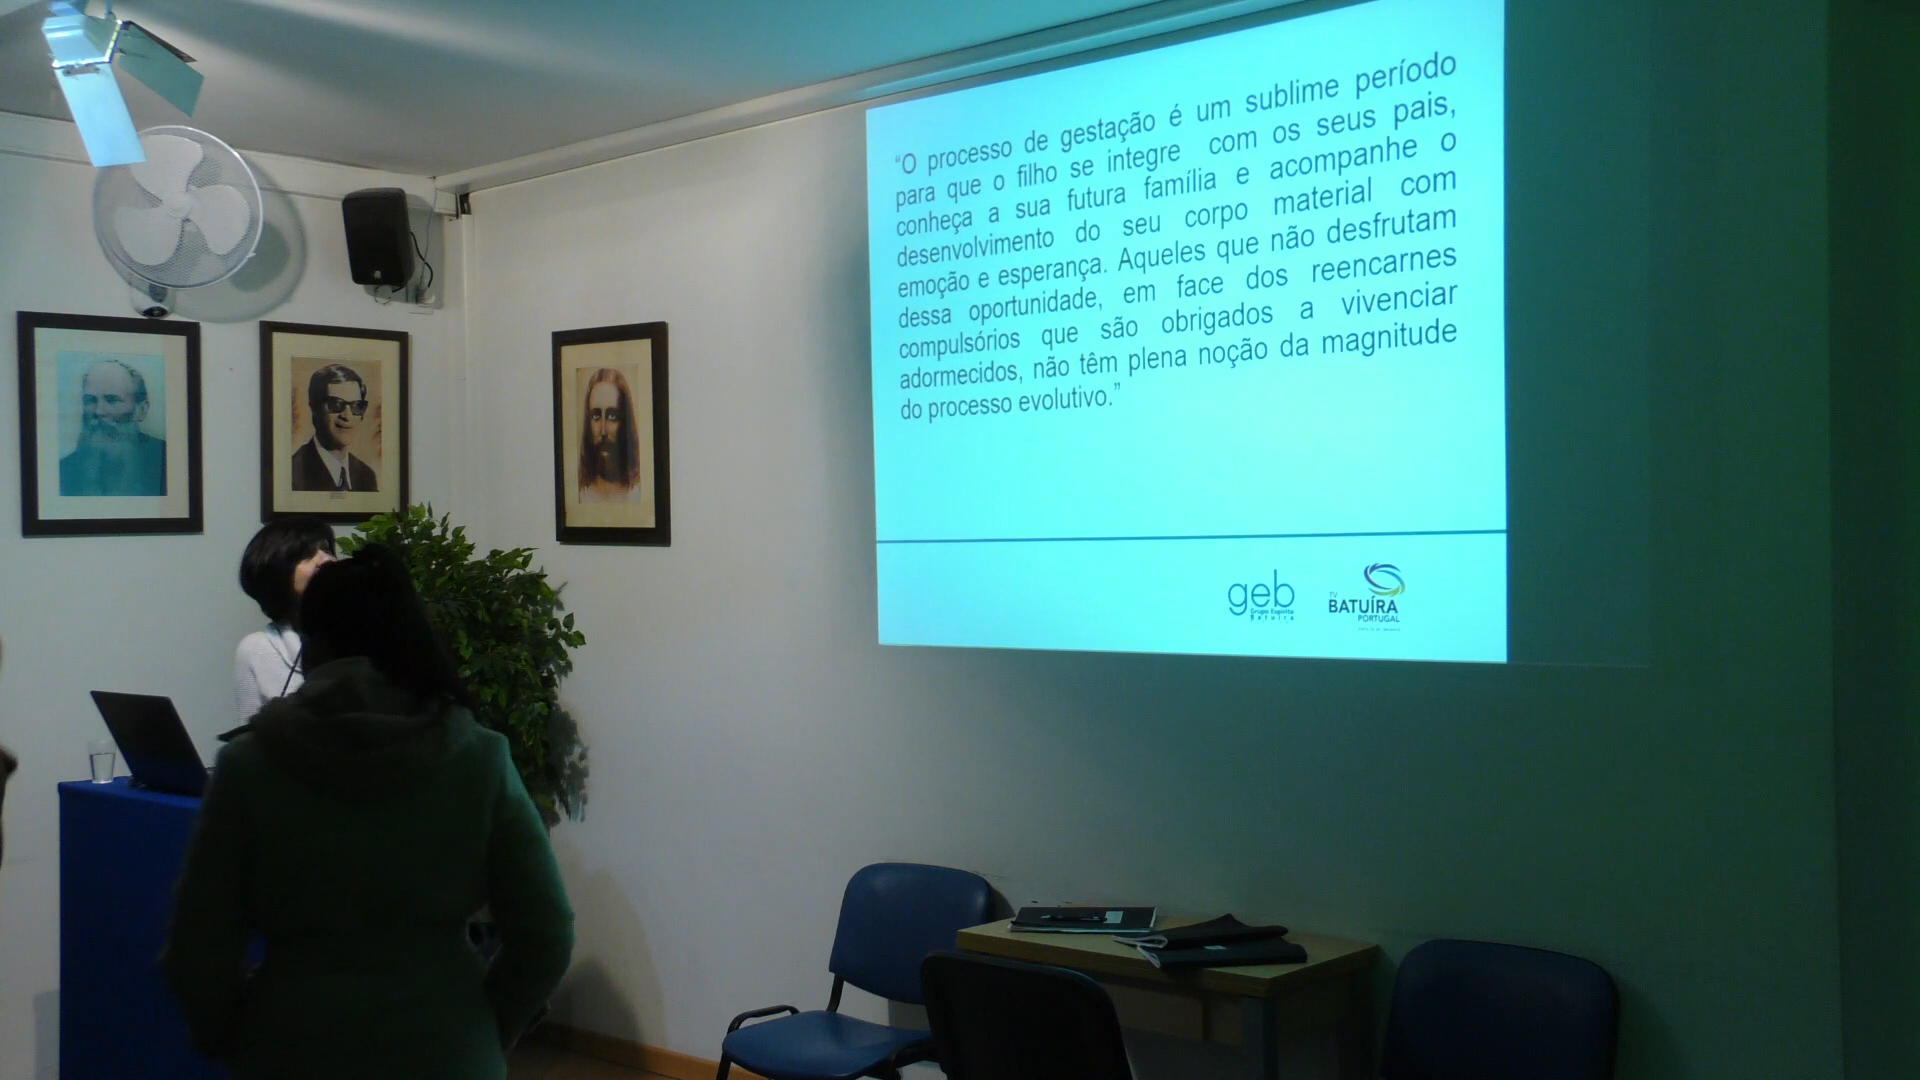 “O processo de gestação é um sublime período
para que o filho se integre com os seus pais,
conheça a sua futura família e acompanhe o
desenvolvimento do seu corpo material com
emoção e esperança. Aqueles que não desfrutam
dessa oportunidade, em face dos reencarnes
compulsórios que são obrigados a vivenciar
adormecidos, não têm plena noção da magnitude
do processo evolutivo.”
geb
Grupo Espírita
Batuíra
TV
BATUÍRA
PORTUGAL